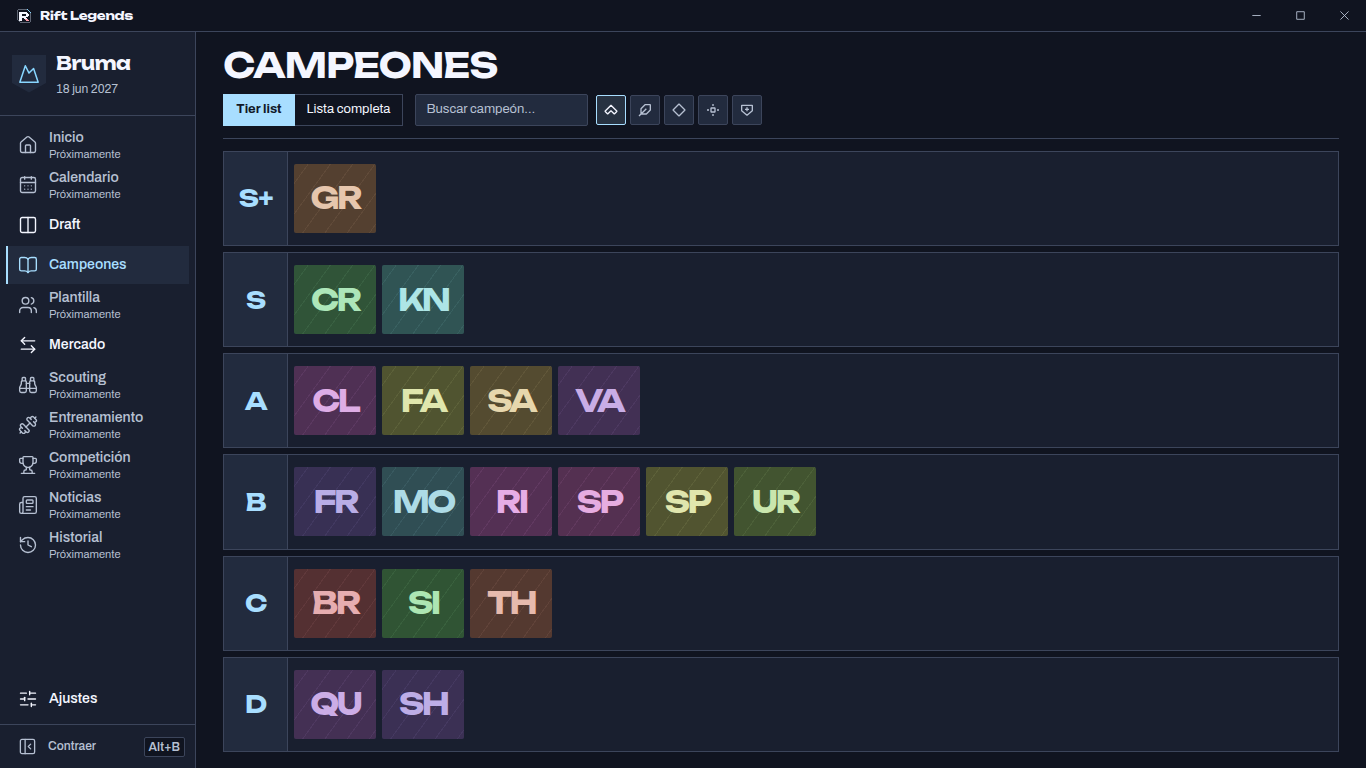 Rift Legends
Bruma
18 jun 2027
Inicio
Próximamente
Calendario
Próximamente
Draft
Campeones
Plantilla
Próximamente
Mercado
Scouting
Próximamente
Entrenamiento
Próximamente
Competición
Próximamente
Noticias
Próximamente
Historial
Próximamente
Ajustes
Contraer Alt+B
CAMPEONES
Tier list Lista completa Buscar campeón...
S+ GR
S CR KN
A CL FA SA VA
B FR MO RI SP SP UR
C BR SI TH
D QU SH